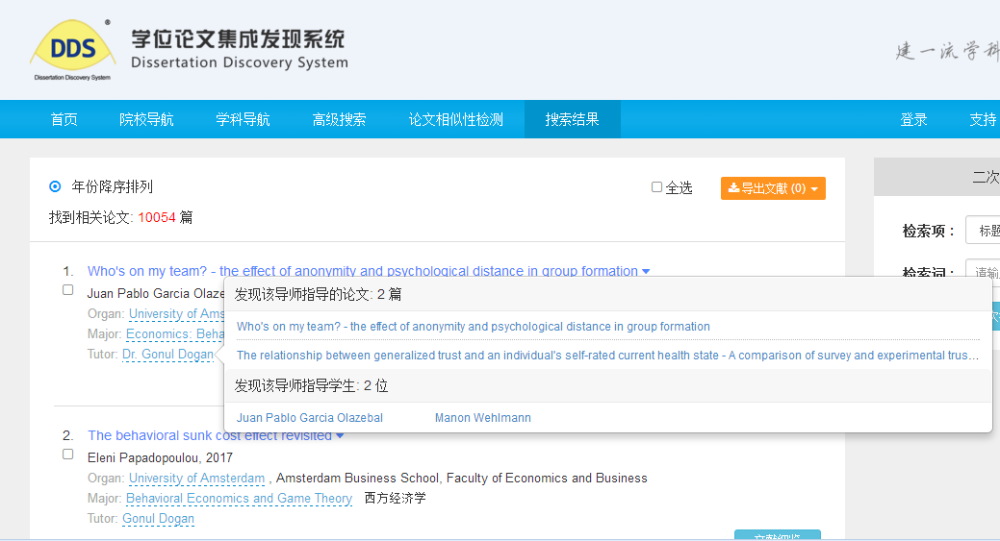 DDS
®
Dissertation Discovery System
学位论文集成发现系统
Dissertation Discovery System
建一流学科
首页 院校导航 学科导航 高级搜索 论文相似性检测 搜索结果 登录 支持
年份降序排列
全选
导出文献 (0)
找到相关论文: 10054 篇
二次
检索项：
标题
检索词：
请输
1. Who's on my team? - the effect of anonymity and psychological distance in group formation
Juan Pablo Garcia Olaze
Organ: University of Ams
Major: Economics: Beha
Tutor: Dr. Gonul Dogan
发现该导师指导的论文: 2 篇
Who's on my team? - the effect of anonymity and psychological distance in group formation
The relationship between generalized trust and an individual's self-rated current health state - A comparison of survey and experimental trus...
发现该导师指导学生: 2 位
Juan Pablo Garcia Olazebal Manon Wehlmann
2. The behavioral sunk cost effect revisited
Eleni Papadopoulou, 2017
Organ: University of Amsterdam , Amsterdam Business School, Faculty of Economics and Business
Major: Behavioral Economics and Game Theory 西方经济学
Tutor: Gonul Dogan